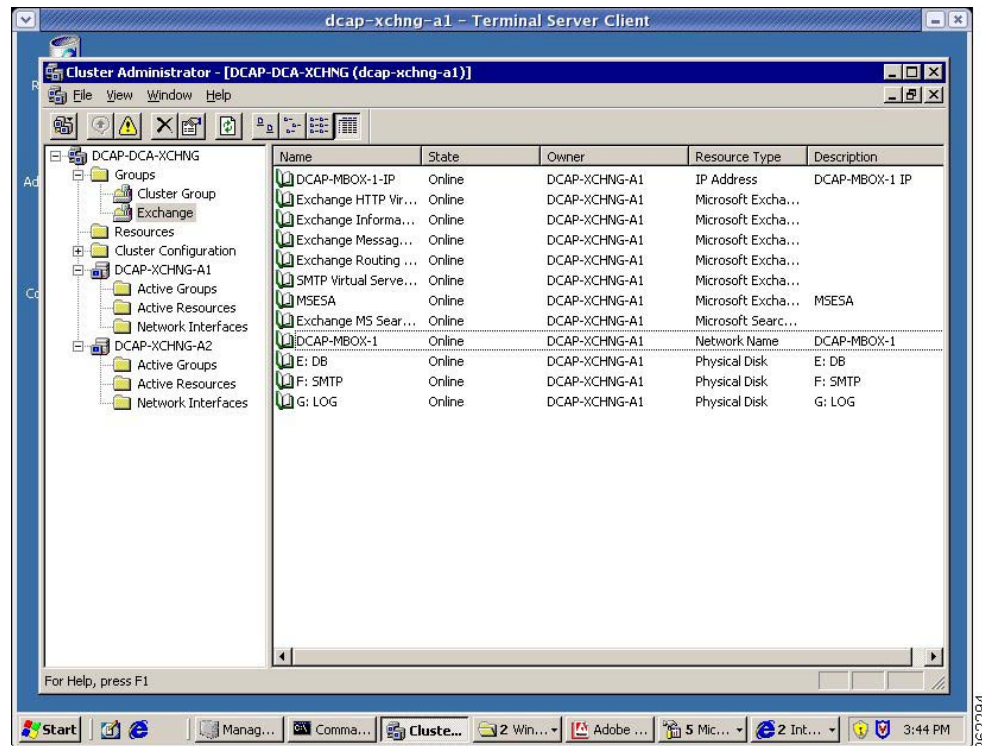 dcap-xchng-a1 - Terminal Server Client
Cluster Administrator - [DCAP-DCA-XCHNG (dcap-xchng-a1)]
File View Window Help
DCAP-DCA-XCHNG
Groups
Cluster Group
Exchange
Resources
Cluster Configuration
DCAP-XCHNG-A1
Active Groups
Active Resources
Network Interfaces
DCAP-XCHNG-A2
Active Groups
Active Resources
Network Interfaces
Name State Owner Resource Type Description
DCAP-MBOX-1-IP Online DCAP-XCHNG-A1 IP Address DCAP-MBOX-1 IP
Exchange HTTP Vir... Online DCAP-XCHNG-A1 Microsoft Excha...
Exchange Informa... Online DCAP-XCHNG-A1 Microsoft Excha...
Exchange Messag... Online DCAP-XCHNG-A1 Microsoft Excha...
Exchange Routing ... Online DCAP-XCHNG-A1 Microsoft Excha...
SMTP Virtual Serve... Online DCAP-XCHNG-A1 Microsoft Excha...
MSESA Online DCAP-XCHNG-A1 Microsoft Excha... MSESA
Exchange MS Sear... Online DCAP-XCHNG-A1 Microsoft Searc...
DCAP-MBOX-1 Online DCAP-XCHNG-A1 Network Name DCAP-MBOX-1
E: DB Online DCAP-XCHNG-A1 Physical Disk E: DB
F: SMTP Online DCAP-XCHNG-A1 Physical Disk F: SMTP
G: LOG Online DCAP-XCHNG-A1 Physical Disk G: LOG
For Help, press F1
Start Manag... Comma... Cluste... 2 Win... Adobe ... 5 Mic... 2 Int... 3:44 PM